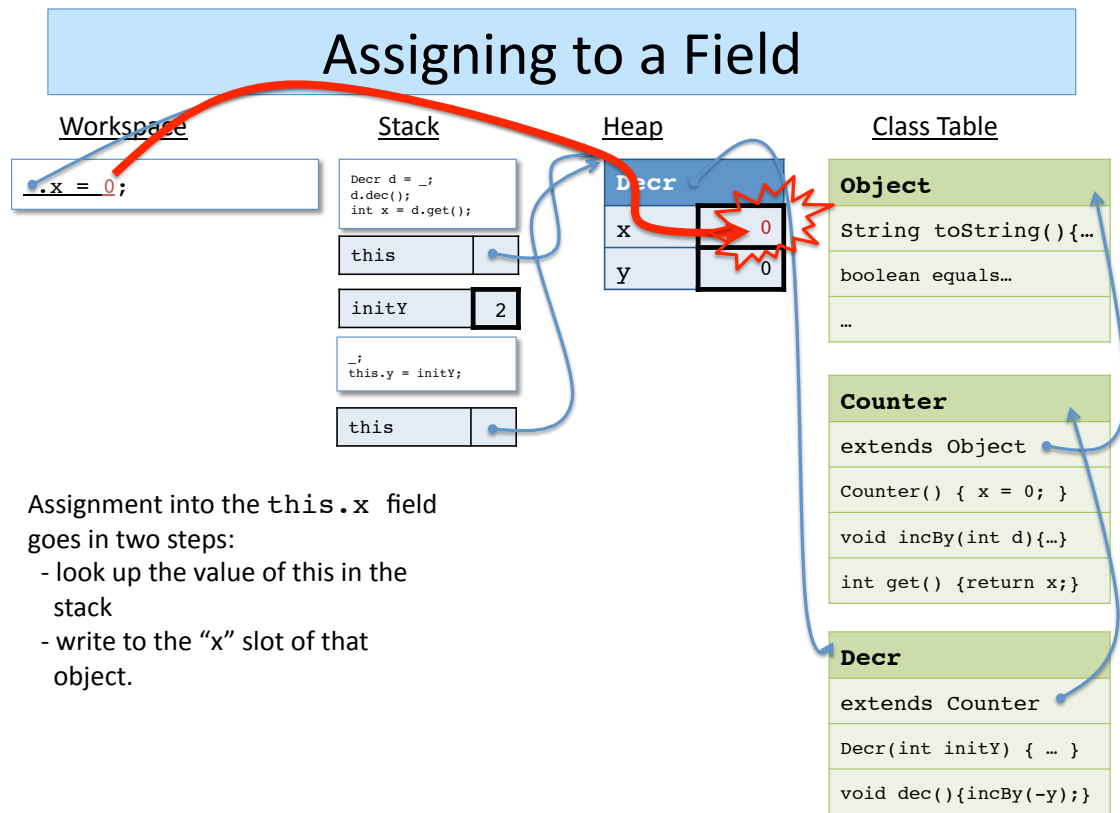 Assigning to a Field
Workspace
Stack
Heap
Class Table
.x = 0;
Decr d = _;
d.dec();
int x = d.get();
this
initY 2
_;
this.y = initY;
this
Decr
x 0
y 0
Object
String toString(){…
boolean equals…
…
Counter
extends Object
Counter() { x = 0; }
void incBy(int d){…}
int get() {return x;}
Decr
extends Counter
Decr(int initY) { … }
void dec(){incBy(-y);}
Assignment into the this.x field
goes in two steps:
- look up the value of this in the
stack
- write to the “x” slot of that
object.